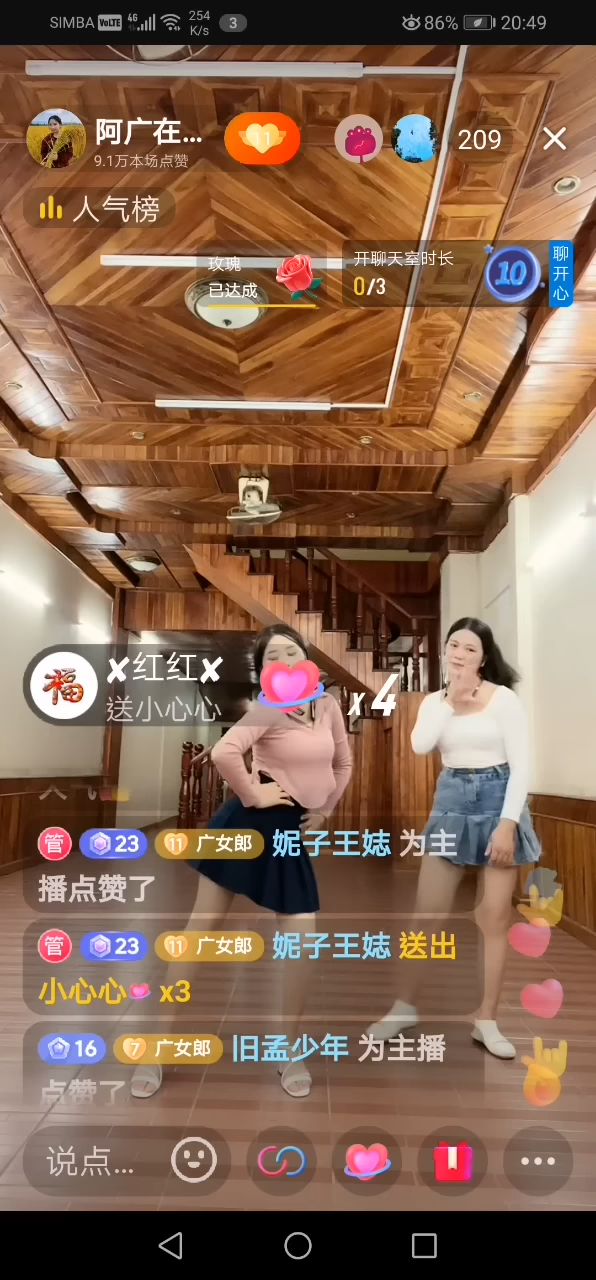 SIMBA VoLTE 4G 254 K/s 3 86% 20:49
阿广在... 11 209
9.1万本场点赞
人气榜
玫瑰
已达成
开聊天室时长
0/3
10
聊开心
福
✘红红✘
送小心心
x4
管 23 11 广女郎 妮子王娡 为主
播点赞了
管 23 11 广女郎 妮子王娡 送出
小心心 x3
16 7 广女郎 旧孟少年 为主播
点赞了
说点...